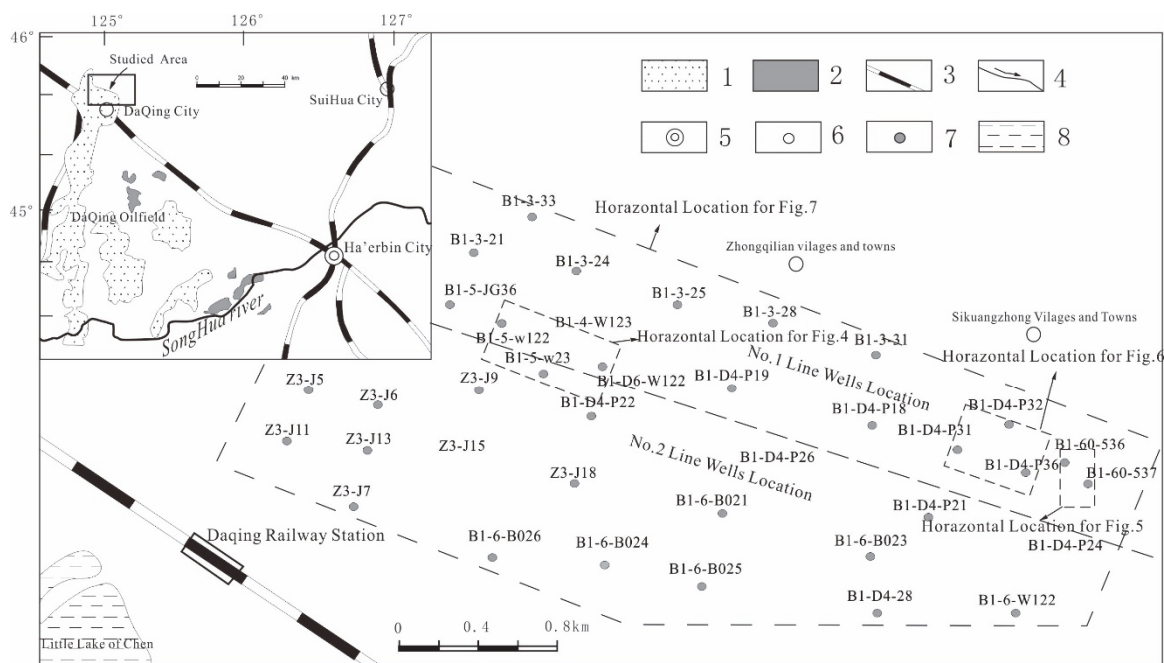 125°
126°
127°
46°
45°
Studied Area
0 20 40 km
DaQing City
SuiHua City
DaQing Oilfield
Ha'erbin City
SongHua river
1
2
3
4
5
6
7
8
B1-3-33
Horazontal Location for Fig.7
B1-3-21
B1-3-24
Zhongqilian vilages and towns
B1-5-JG36
B1-3-25
B1-3-28
B1-4-W123
Sikuangzhong Vilages and Towns
B1-5-w122
Horazontal Location for Fig.4
B1-3-31
Horazontal Location for Fig.6
B1-5-w23
No.1 Line Wells Location
Z3-J5
Z3-J9
B1-D6-W122
B1-D4-P19
Z3-J6
B1-D4-P22
B1-D4-P18
B1-D4-P32
Z3-J11
Z3-J13
Z3-J15
B1-D4-P31
B1-60-536
No.2 Line Wells Location
B1-D4-P26
B1-D4-P36
B1-60-537
Z3-J18
Z3-J7
B1-6-B021
B1-D4-P21
Horazontal Location for Fig.5
Daqing Railway Station
B1-6-B026
B1-6-B024
B1-6-B023
B1-D4-P24
B1-6-B025
B1-D4-28
B1-6-W122
Little Lake of Chen
0 0.4 0.8km